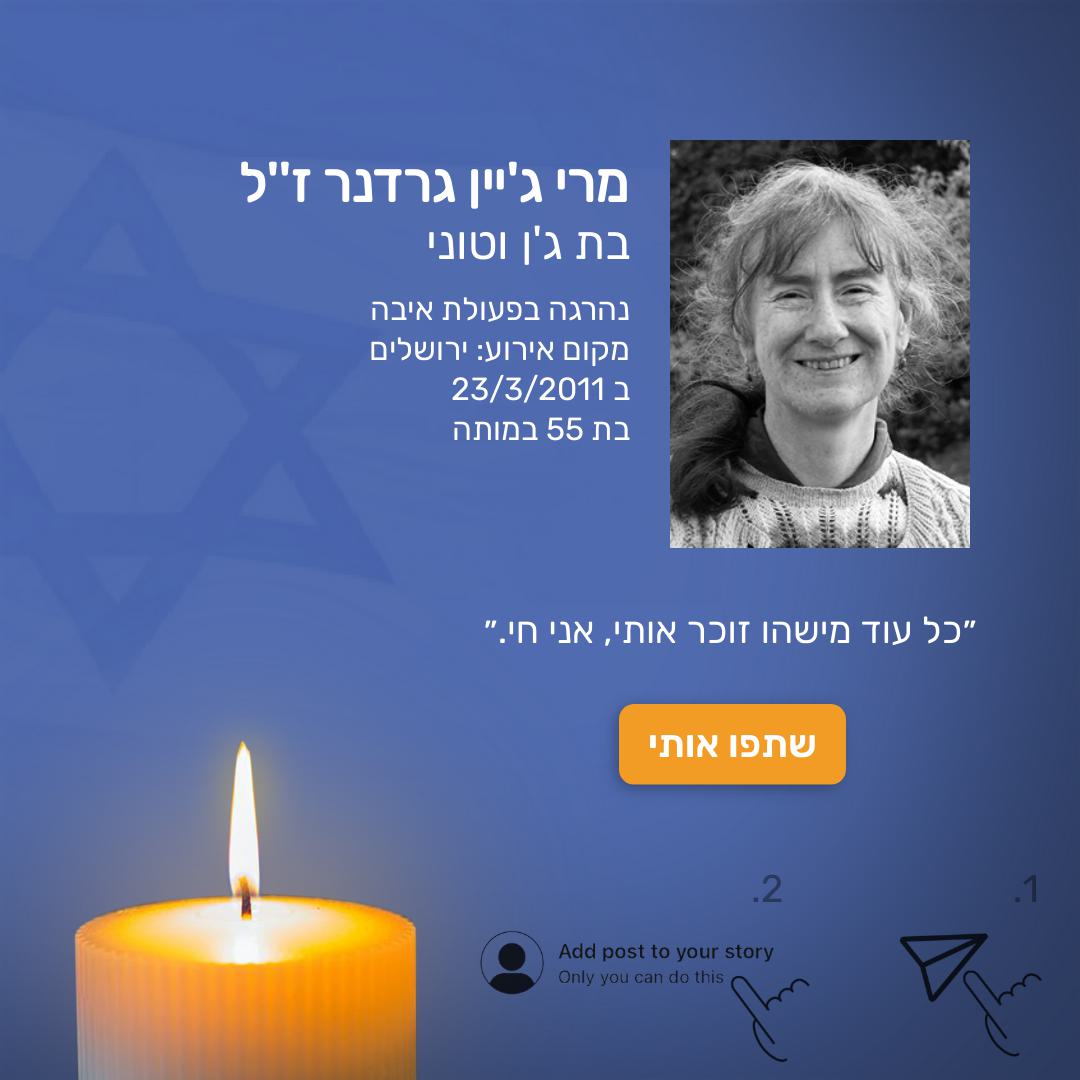 מרי ג'יין גרדנר ז"ל
בת ג'ן וטוני
נהרגה בפעולת איבה
מקום אירוע: ירושלים
ב 23/3/2011
בת 55 במותה
״כל עוד מישהו זוכר אותי, אני חי.״
שתפו אותי
.1
.2
Add post to your story
Only you can do this